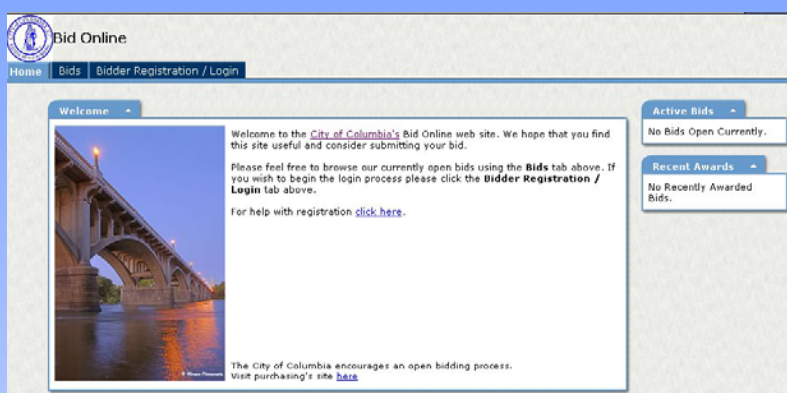 Bid Online
Home Bids Bidder Registration / Login
Welcome
Welcome to the City of Columbia's Bid Online web site. We hope that you find
this site useful and consider submitting your bid.
Please feel free to browse our currently open bids using the Bids tab above. If
you wish to begin the login process please click the Bidder Registration /
Login tab above.
For help with registration click here.
The City of Columbia encourages an open bidding process.
Visit purchasing's site here
Active Bids
No Bids Open Currently.
Recent Awards
No Recently Awarded
Bids.